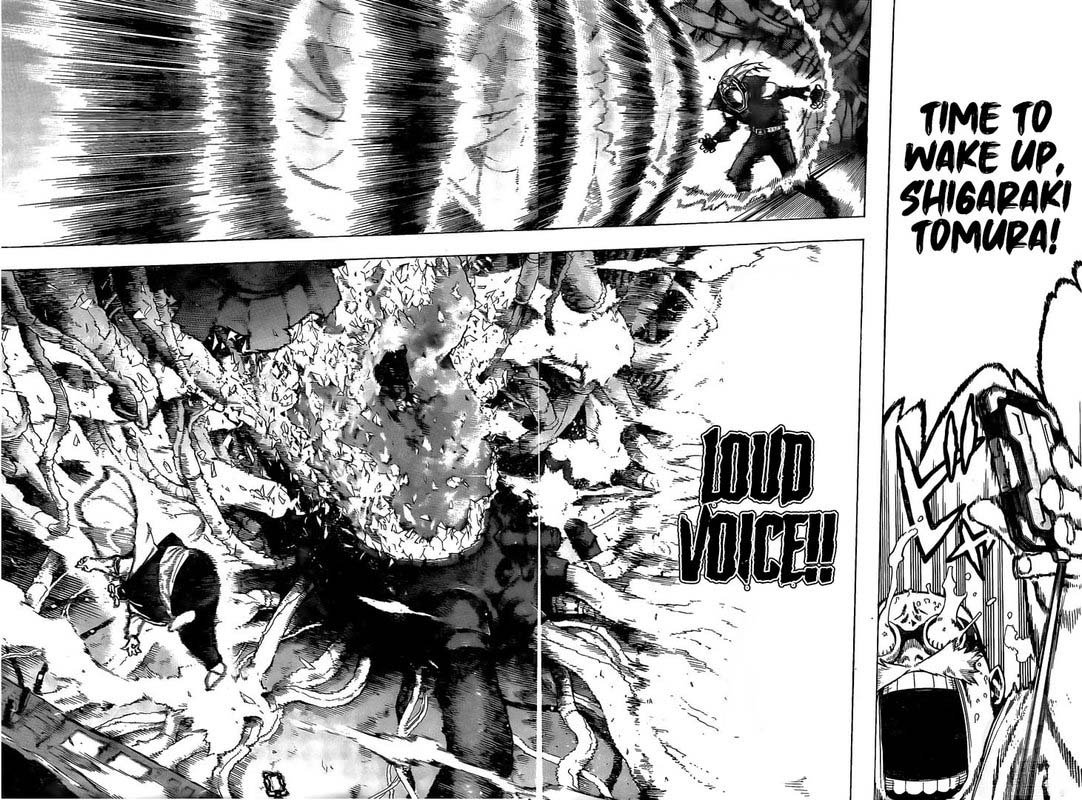 TIME TO
WAKE UP,
SHIGARAKI
TOMURA!
LOUD
VOICE!!